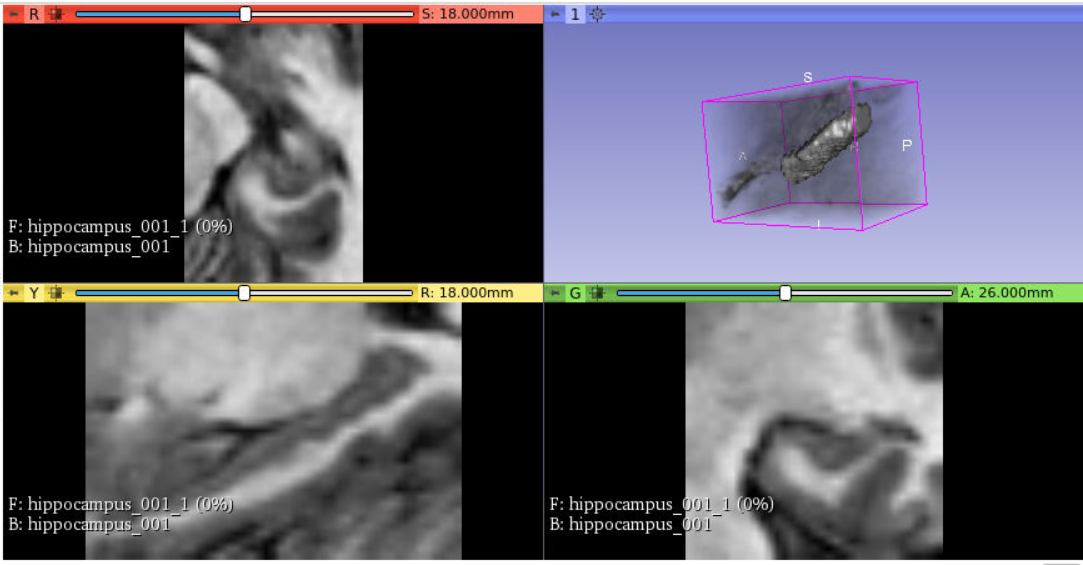 R S: 18.000mm
F: hippocampus_001_1 (0%)
B: hippocampus_001
1
S
A
P
I
Y R: 18.000mm
F: hippocampus_001_1 (0%)
B: hippocampus_001
G A: 26.000mm
F: hippocampus_001_1 (0%)
B: hippocampus_001